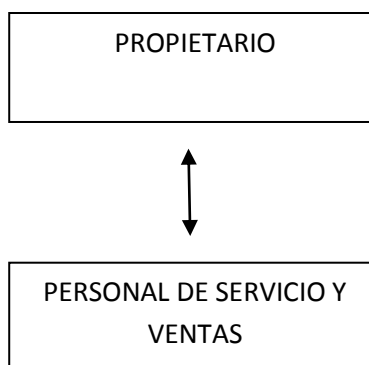 PROPIETARIO
PERSONAL DE SERVICIO Y
VENTAS